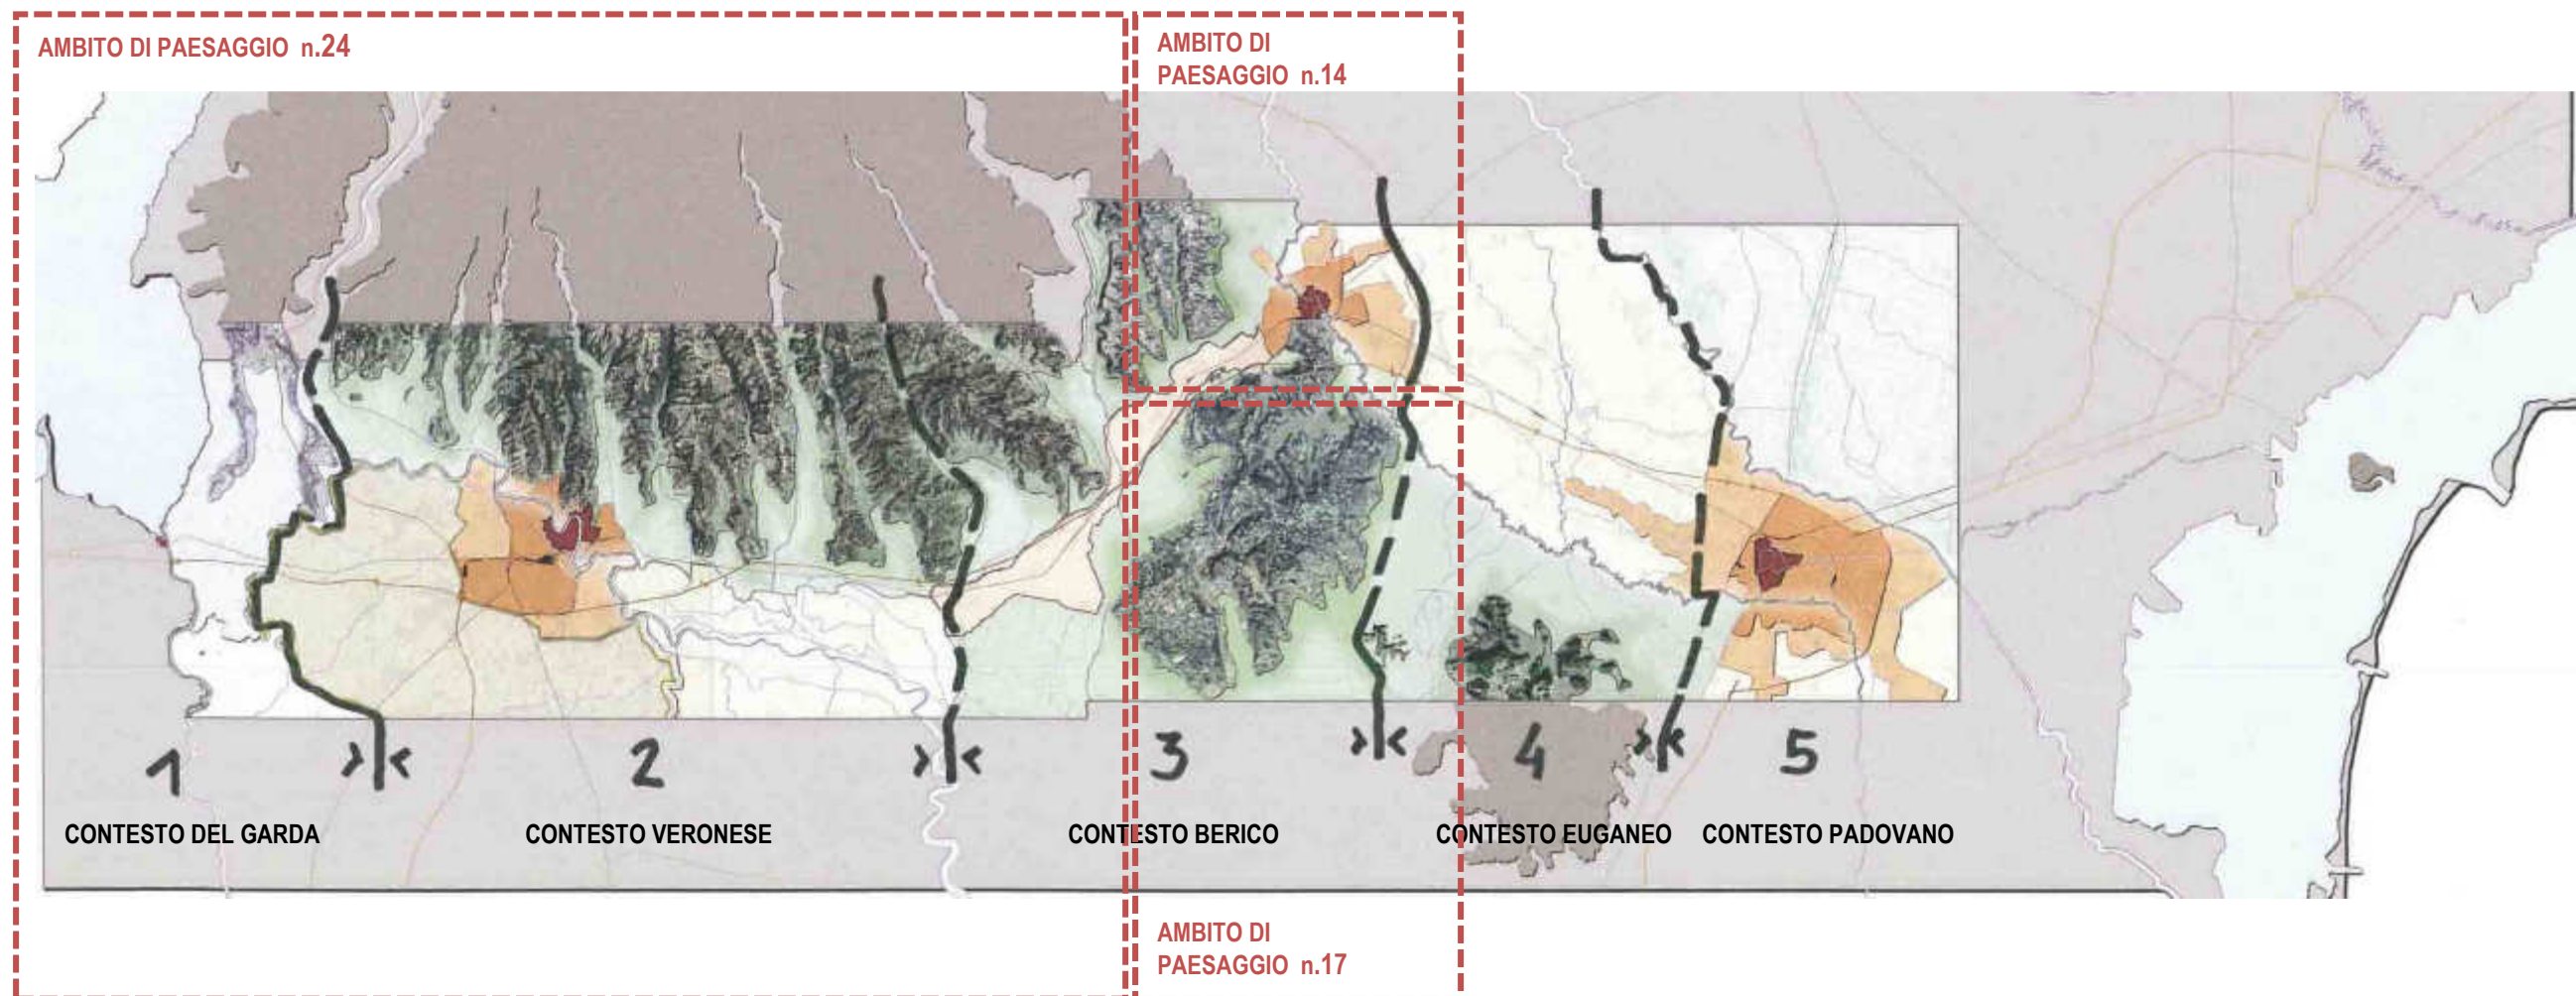 AMBITO DI PAESAGGIO n.24
AMBITO DI
PAESAGGIO n.14
1
2
3
4
5
CONTESTO DEL GARDA
CONTESTO VERONESE
CONTESTO BERICO
CONTESTO EUGANEO
CONTESTO PADOVANO
AMBITO DI
PAESAGGIO n.17